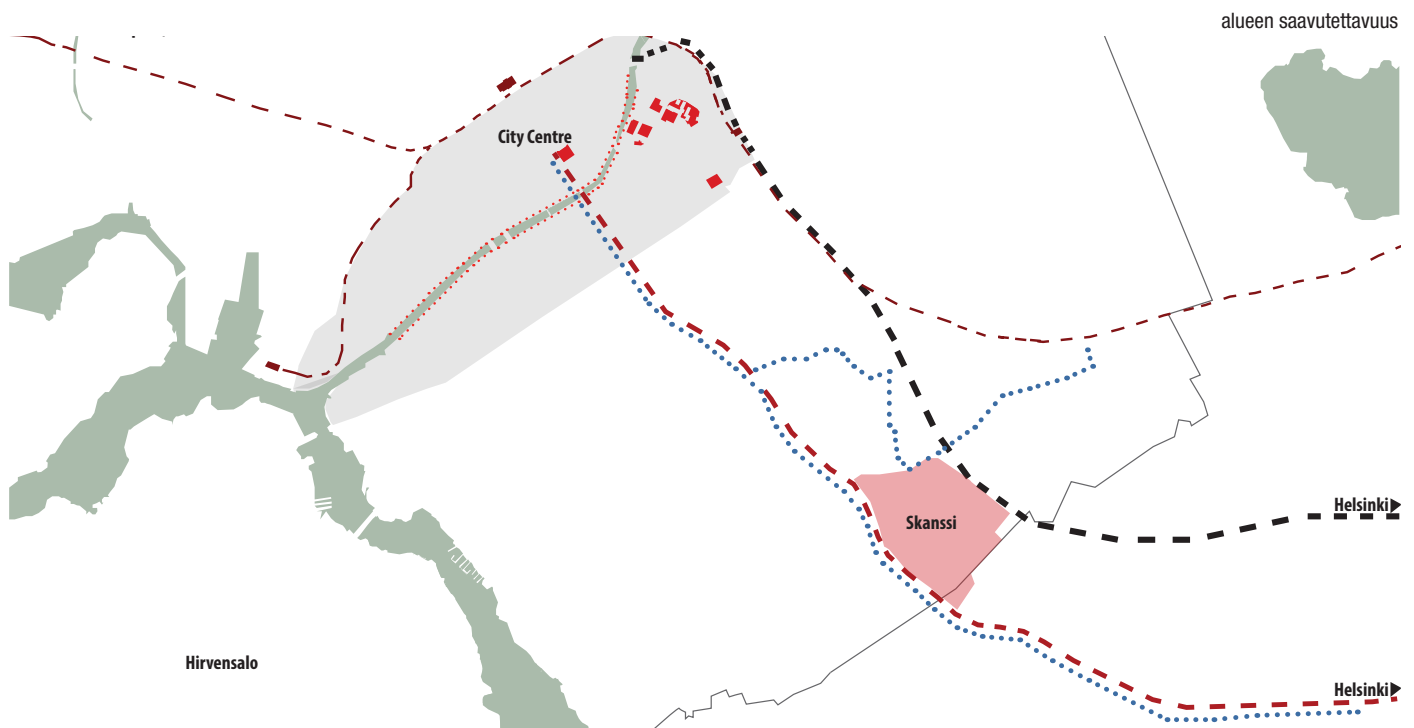 alueen saavutettavuus
City Centre
Helsinki
Skanssi
Hirvensalo
Helsinki